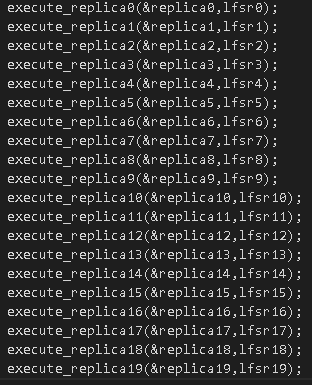 execute_replica0(&replica0,lfsr0);
execute_replica1(&replica1,lfsr1);
execute_replica2(&replica2,lfsr2);
execute_replica3(&replica3,lfsr3);
execute_replica4(&replica4,lfsr4);
execute_replica5(&replica5,lfsr5);
execute_replica6(&replica6,lfsr6);
execute_replica7(&replica7,lfsr7);
execute_replica8(&replica8,lfsr8);
execute_replica9(&replica9,lfsr9);
execute_replica10(&replica10,lfsr10);
execute_replica11(&replica11,lfsr11);
execute_replica12(&replica12,lfsr12);
execute_replica13(&replica13,lfsr13);
execute_replica14(&replica14,lfsr14);
execute_replica15(&replica15,lfsr15);
execute_replica16(&replica16,lfsr16);
execute_replica17(&replica17,lfsr17);
execute_replica18(&replica18,lfsr18);
execute_replica19(&replica19,lfsr19);